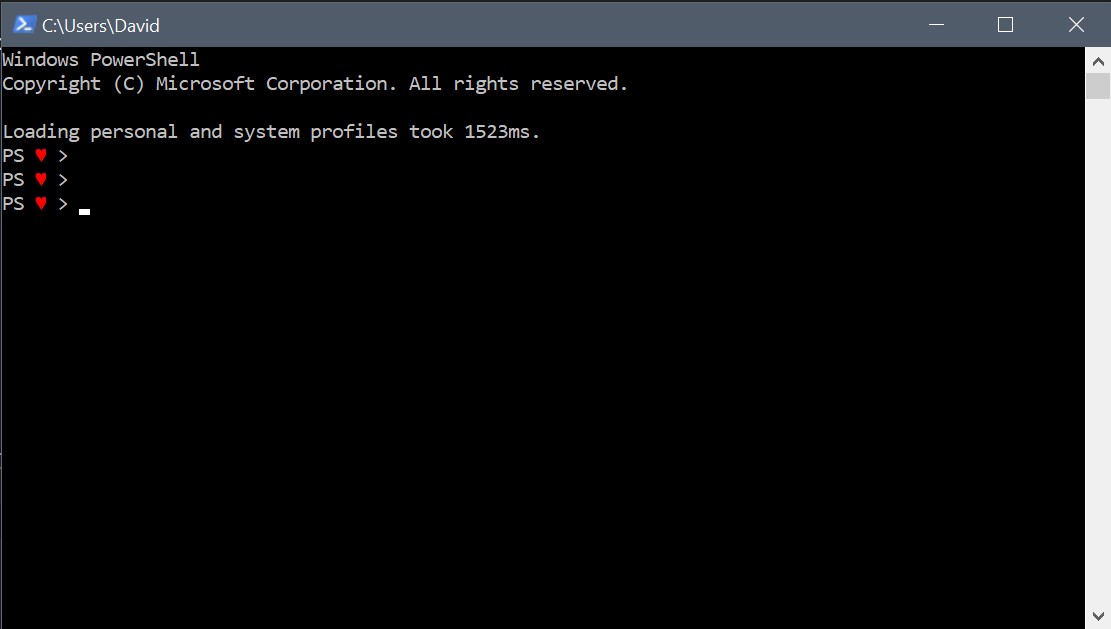 C:\Users\David
Windows PowerShell
Copyright (C) Microsoft Corporation. All rights reserved.
Loading personal and system profiles took 1523ms.
PS ♥ >
PS ♥ >
PS ♥ >